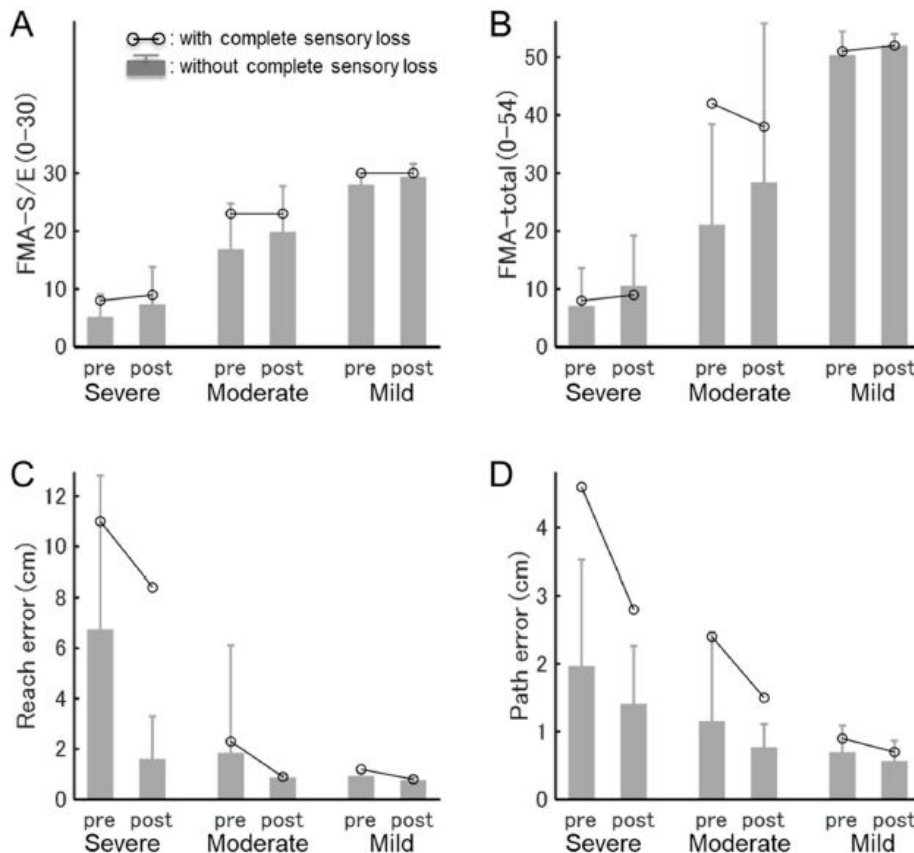 A
: with complete sensory loss
: without complete sensory loss
FMA-S/E (0-30)
30
20
10
0
pre post pre post pre post
Severe Moderate Mild
B
FMA-total (0-54)
50
40
30
20
10
0
pre post pre post pre post
Severe Moderate Mild
C
Reach error (cm)
12
10
8
6
4
2
0
pre post pre post pre post
Severe Moderate Mild
D
Path error (cm)
4
3
2
1
0
pre post pre post pre post
Severe Moderate Mild